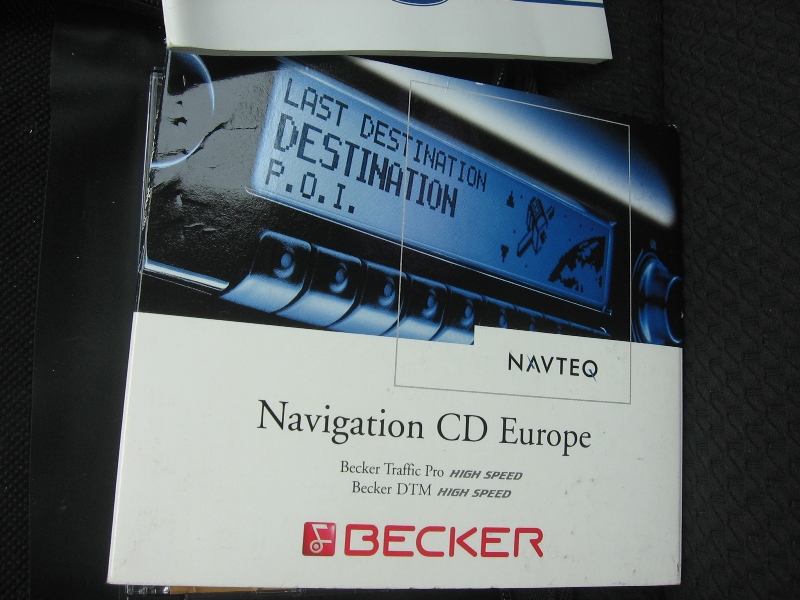 LAST DESTINATION
DESTINATION
P.O.I.
NAVTEQ
Navigation CD Europe
Becker Traffic Pro HIGH SPEED
Becker DTM HIGH SPEED
BECKER